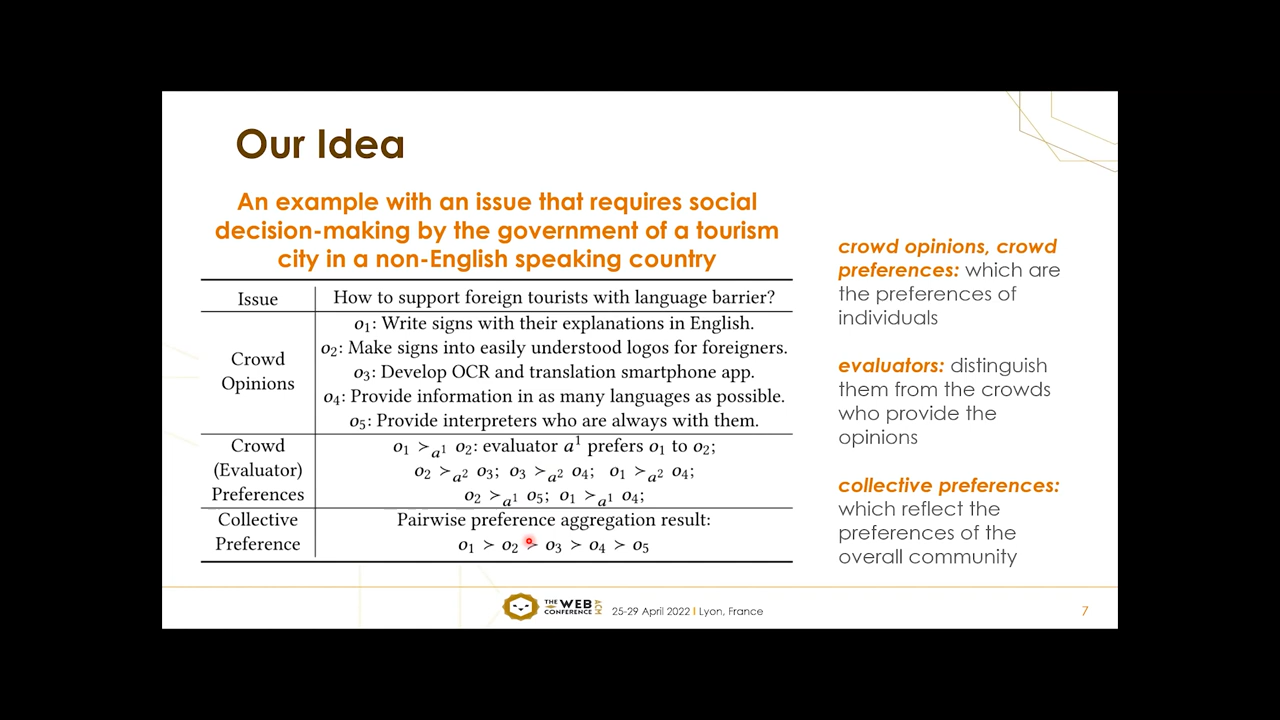 Our Idea
An example with an issue that requires social
decision-making by the government of a tourism
city in a non-English speaking country
Issue
How to support foreign tourists with language barrier?
Crowd
Opinions
o₁: Write signs with their explanations in English.
o₂: Make signs into easily understood logos for foreigners.
o₃: Develop OCR and translation smartphone app.
o₄: Provide information in as many languages as possible.
o₅: Provide interpreters who are always with them.
Crowd
(Evaluator)
Preferences
o₁ ≻ₐ¹ o₂: evaluator a¹ prefers o₁ to o₂;
o₂ ≻ₐ² o₃; o₃ ≻ₐ² o₄; o₁ ≻ₐ² o₄;
o₂ ≻ₐ¹ o₅; o₁ ≻ₐ¹ o₄;
Collective
Preference
Pairwise preference aggregation result:
o₁ ≻ o₂ ≻ o₃ ≻ o₄ ≻ o₅
crowd opinions, crowd
preferences: which are
the preferences of
individuals
evaluators: distinguish
them from the crowds
who provide the
opinions
collective preferences:
which reflect the
preferences of the
overall community
THE WEB CONFERENCE ACM
25-29 April 2022 | Lyon, France
7